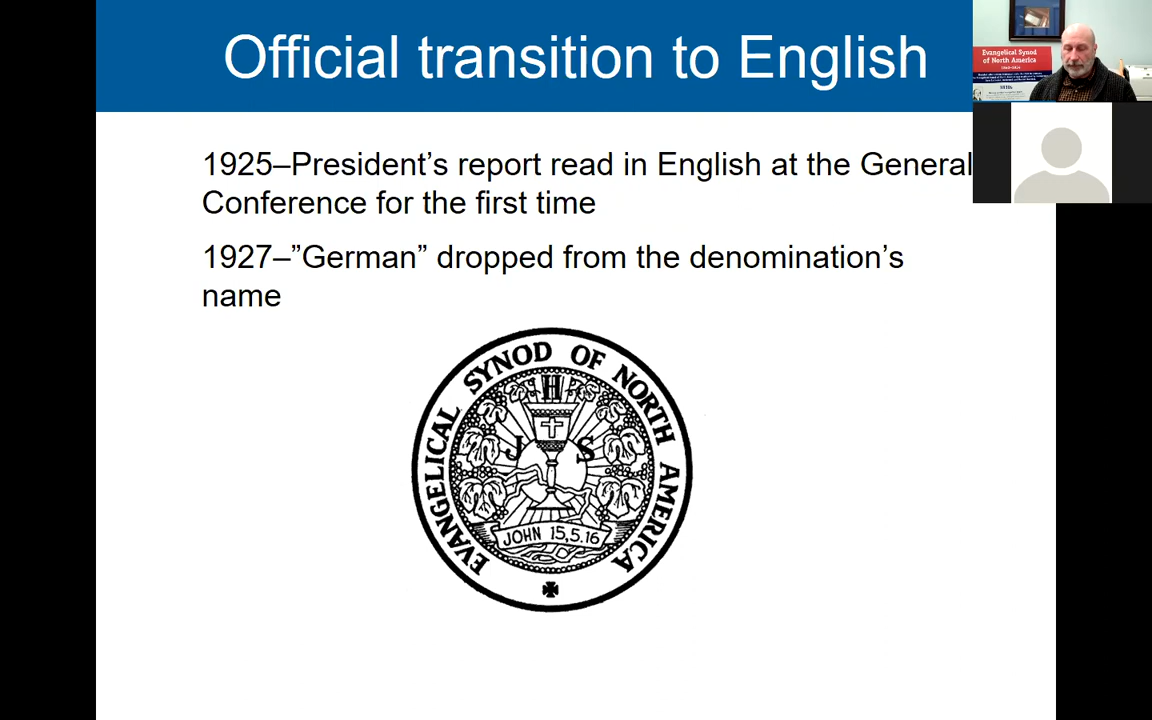 Official transition to English
1925–President’s report read in English at the General
Conference for the first time
1927–”German” dropped from the denomination’s
name
EVANGELICAL SYNOD OF NORTH AMERICA
J H S
JOHN 15,5.16
Evangelical Synod
of North America